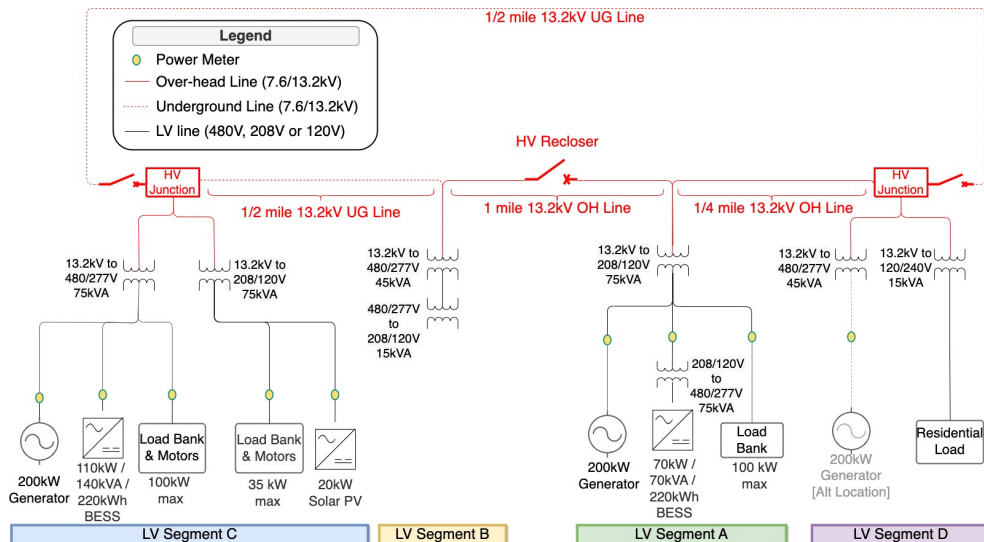 1/2 mile 13.2kV UG Line
Legend
Power Meter
Over-head Line (7.6/13.2kV)
Underground Line (7.6/13.2kV)
LV line (480V, 208V or 120V)
HV Recloser
HV
Junction
HV
Junction
1/2 mile 13.2kV UG Line
1 mile 13.2kV OH Line
1/4 mile 13.2kV OH Line
13.2kV to
480/277V
75kVA
13.2kV to
208/120V
75kVA
13.2kV to
480/277V
45kVA
480/277V
to
208/120V
15kVA
13.2kV to
208/120V
75kVA
208/120V
to
480/277V
75kVA
13.2kV to
480/277V
45kVA
13.2kV to
120/240V
15kVA
200kW
Generator
110kW /
140kVA /
220kWh
BESS
Load Bank
& Motors
100kW
max
Load Bank
& Motors
35 kW
max
20kW
Solar PV
200kW
Generator
70kW /
70kVA /
220kWh
BESS
Load
Bank
100 kW
max
200kW
Generator
[Alt Location]
Residential
Load
LV Segment C
LV Segment B
LV Segment A
LV Segment D